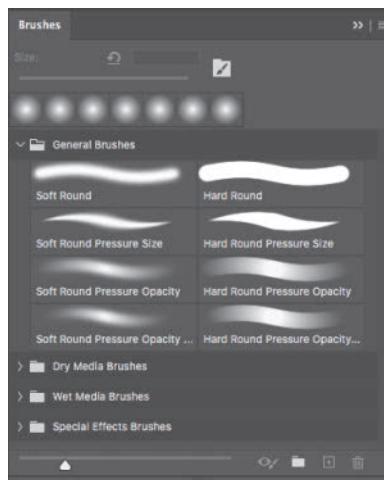 Brushes
Size:
General Brushes
Soft Round Hard Round
Soft Round Pressure Size Hard Round Pressure Size
Soft Round Pressure Opacity Hard Round Pressure Opacity
Soft Round Pressure Opacity ... Hard Round Pressure Opacity...
Dry Media Brushes
Wet Media Brushes
Special Effects Brushes